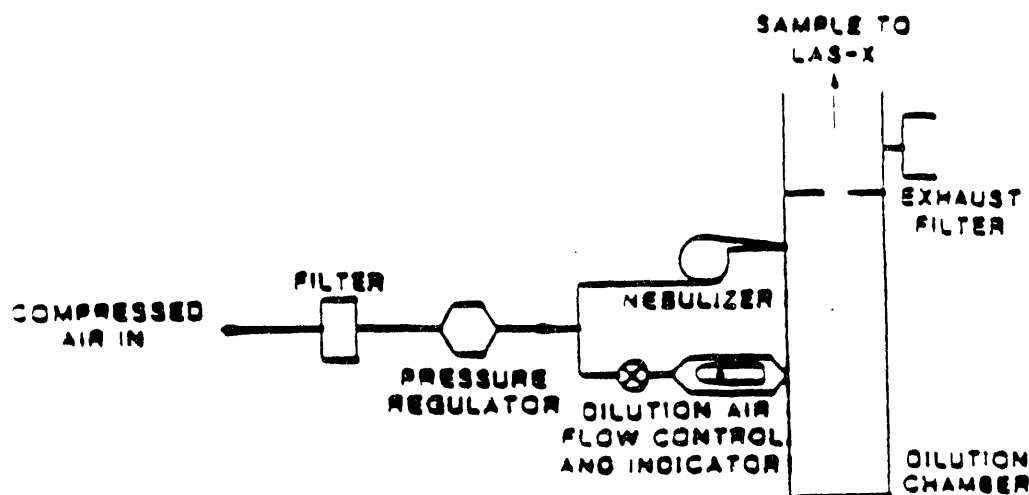 SAMPLE TO
LAS-X
EXHAUST
FILTER
FILTER
NEBULIZER
COMPRESSED
AIR IN
PRESSURE
REGULATOR
DILUTION AIR
FLOW CONTROL
AND INDICATOR
DILUTION
CHAMBER